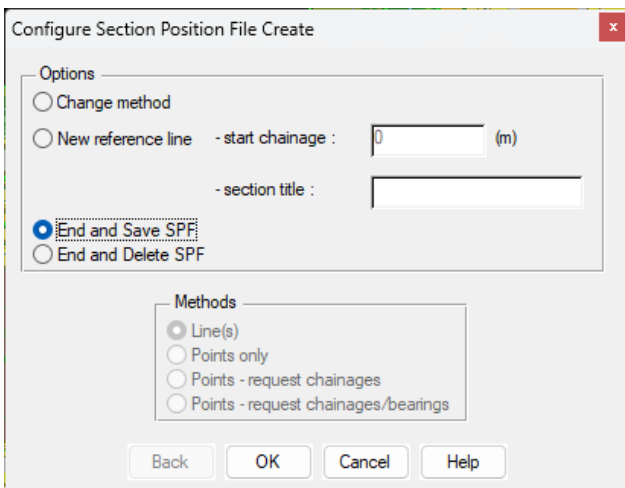 Configure Section Position File Create
x
Options
Change method
New reference line - start chainage : 0 (m)
- section title :
End and Save SPF
End and Delete SPF
Methods
Line(s)
Points only
Points - request chainages
Points - request chainages/bearings
Back OK Cancel Help